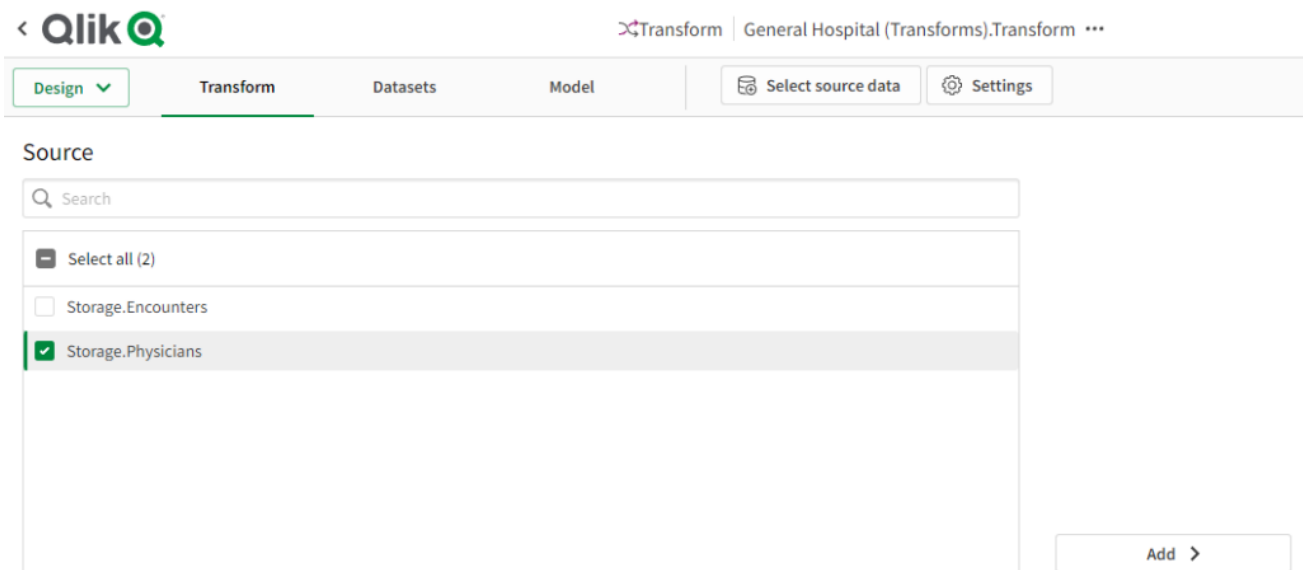 Qlik
Transform General Hospital (Transforms).Transform
Design Transform Datasets Model Select source data Settings
Source
Search
Select all (2)
Storage.Encounters
Storage.Physicians
Add